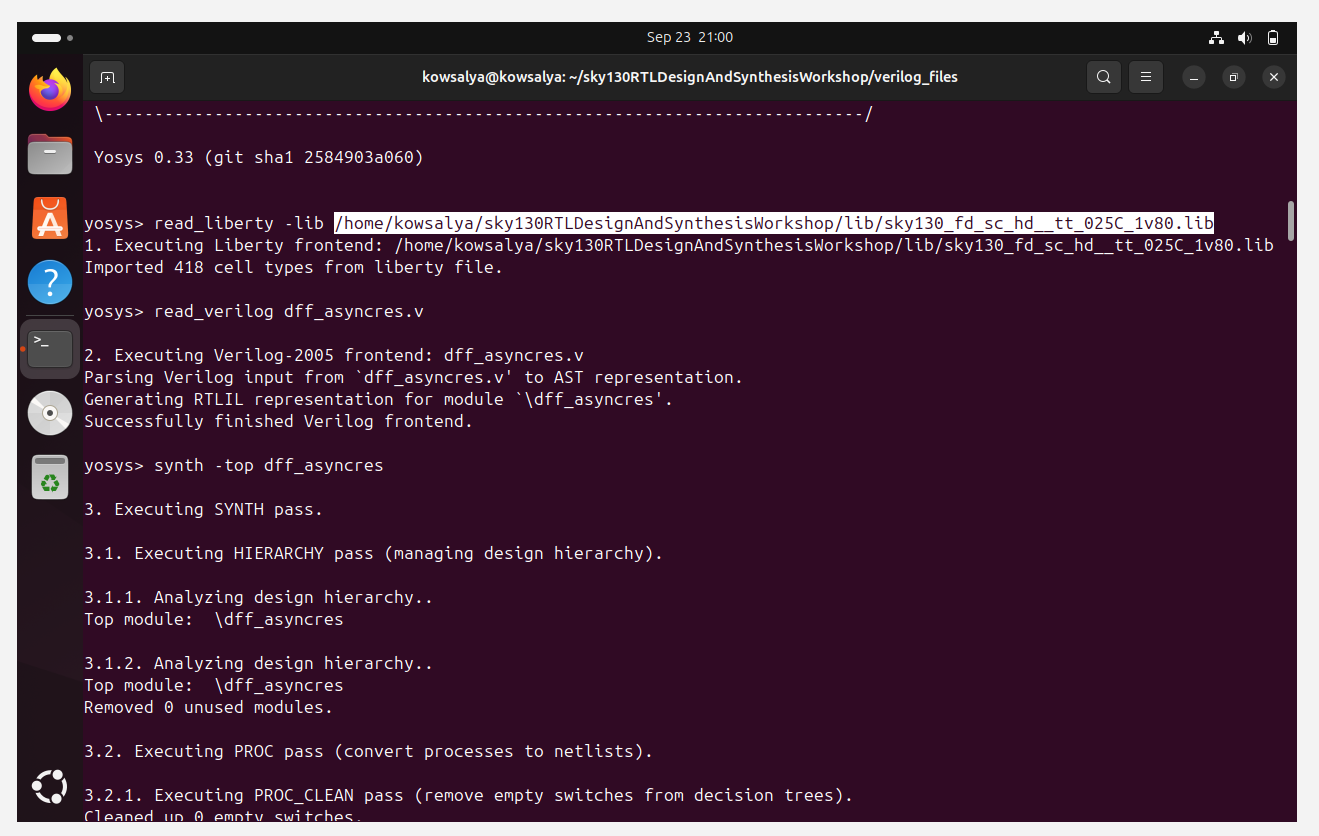 Sep 23 21:00
kowsalya@kowsalya: ~/sky130RTLDesignAndSynthesisWorkshop/verilog_files
\----------------------------------------------------------------------------/
Yosys 0.33 (git sha1 2584903a060)
yosys> read_liberty -lib /home/kowsalya/sky130RTLDesignAndSynthesisWorkshop/lib/sky130_fd_sc_hd__tt_025C_1v80.lib
1. Executing Liberty frontend: /home/kowsalya/sky130RTLDesignAndSynthesisWorkshop/lib/sky130_fd_sc_hd__tt_025C_1v80.lib
Imported 418 cell types from liberty file.
yosys> read_verilog dff_asyncres.v
2. Executing Verilog-2005 frontend: dff_asyncres.v
Parsing Verilog input from `dff_asyncres.v' to AST representation.
Generating RTLIL representation for module `\dff_asyncres'.
Successfully finished Verilog frontend.
yosys> synth -top dff_asyncres
3. Executing SYNTH pass.
3.1. Executing HIERARCHY pass (managing design hierarchy).
3.1.1. Analyzing design hierarchy..
Top module:  \dff_asyncres
3.1.2. Analyzing design hierarchy..
Top module:  \dff_asyncres
Removed 0 unused modules.
3.2. Executing PROC pass (convert processes to netlists).
3.2.1. Executing PROC_CLEAN pass (remove empty switches from decision trees).
Cleaned up 0 empty switches.